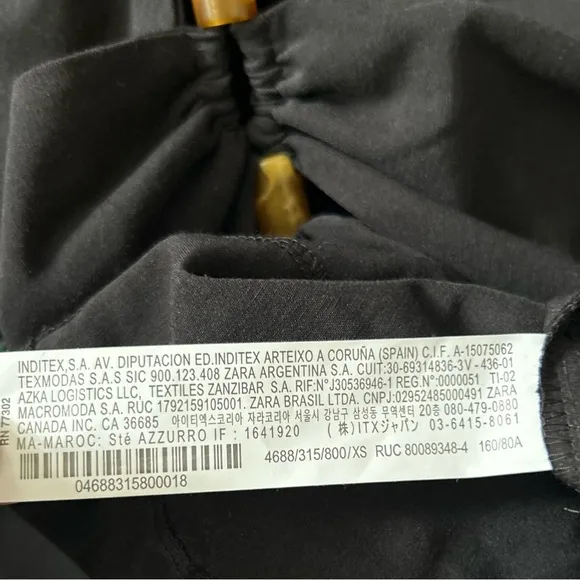 INDITEX,S.A. AV. DIPUTACION ED.INDITEX ARTEIXO A CORUÑA (SPAIN) C.I.F. A-15075062
TEXMODAS S.A.S SIC 900.123.408 ZARA ARGENTINA S.A. CUIT:30-69314836-3V -436-01
AZKA LOGISTICS LLC, TEXTILES ZANZIBAR S.A. RIF:N°J30536946-1 REG.N°0000051 TI-02
MACROMODA S.A. RUC 1792159105001. ZARA BRASIL LTDA. CNPJ:02952485000491 ZARA
CANADA INC. CA 36685 아이티엑스코리아 자라코리아 서울시 강남구 삼성동 무역센터 20층 080-479-0880
MA-MAROC: Sté AZZURRO IF : 1641920 (株)ITXジャパン 03-6415-8061
4688/315/800/XS RUC 80089348-4 160/80A
04688315800018
RN 77302